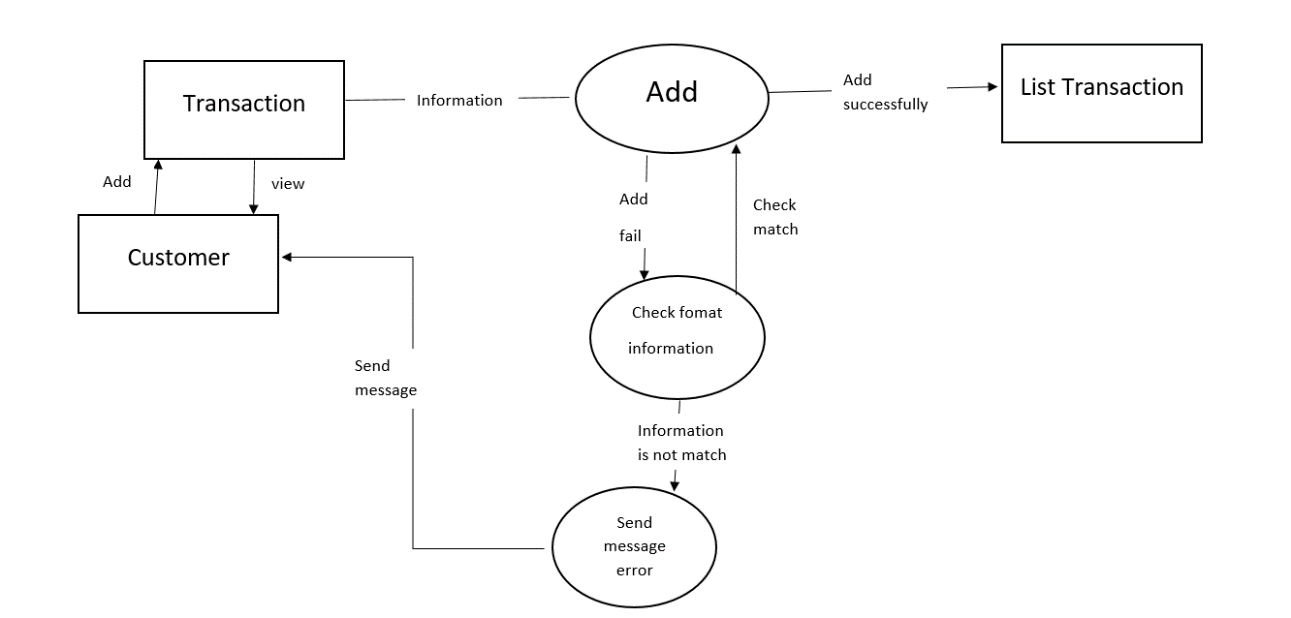 Transaction
Information
Add
Add
successfully
List Transaction
Add
view
Customer
Add
fail
Check
match
Check fomat
information
Send
message
Information
is not match
Send
message
error